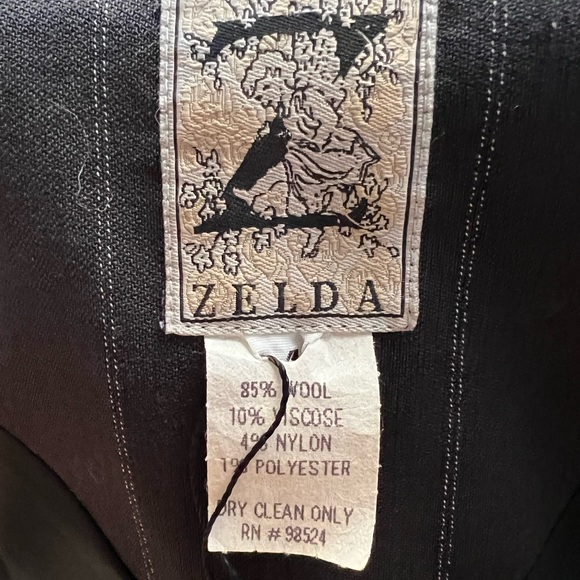 Z
ZELDA
85% WOOL
10% VISCOSE
4% NYLON
1% POLYESTER
DRY CLEAN ONLY
RN # 98524